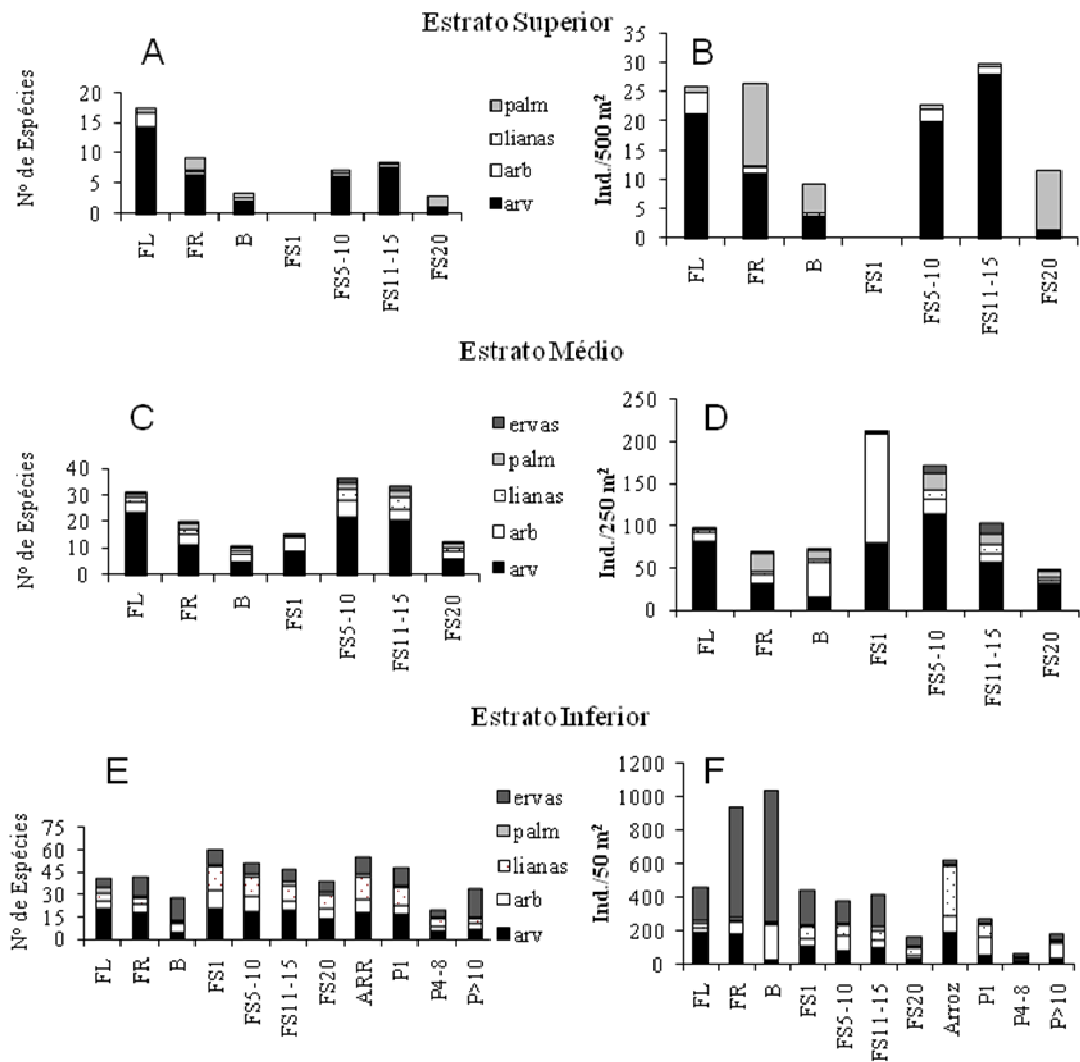 Estrato Superior
A
Nº de Espécies
20
15
10
5
0
FL
FR
B
FS1
FS5-10
FS11-15
FS20
palm
lianas
arb
arv
B
Ind./500 m²
35
30
25
20
15
10
5
0
FL
FR
B
FS1
FS5-10
FS11-15
FS20
Estrato Médio
C
Nº de Espécies
40
30
20
10
0
FL
FR
B
FS1
FS5-10
FS11-15
FS20
ervas
palm
lianas
arb
arv
D
Ind./250 m²
250
200
150
100
50
0
FL
FR
B
FS1
FS5-10
FS11-15
FS20
Estrato Inferior
E
Nº de Espécies
75
60
45
30
15
0
FL
FR
B
FS1
FS5-10
FS11-15
FS20
ARR
P1
P4-8
P>10
ervas
palm
lianas
arb
arv
F
Ind./50 m²
1200
1000
800
600
400
200
0
FL
FR
B
FS1
FS5-10
FS11-15
FS20
Arroz
P1
P4-8
P>10